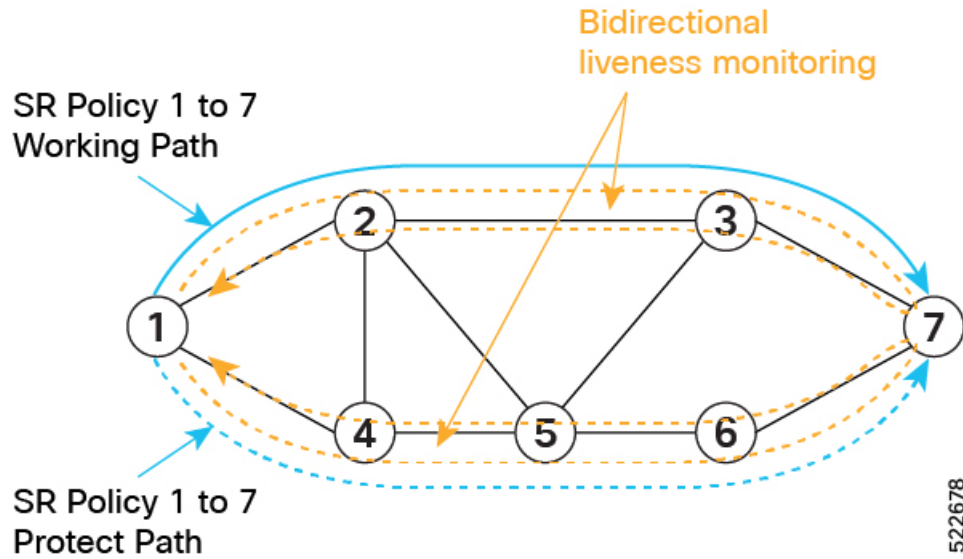 Bidirectional
liveness monitoring
SR Policy 1 to 7
Working Path
2
3
1
7
4
5
6
SR Policy 1 to 7
Protect Path
522678